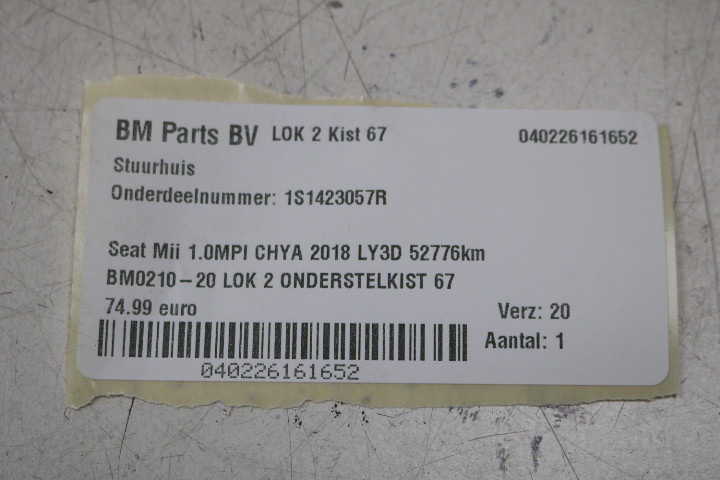 BM Parts BV LOK 2 Kist 67 040226161652
Stuurhuis
Onderdeelnummer: 1S1423057R
Seat Mii 1.0MPI CHYA 2018 LY3D 52776km
BM0210-20 LOK 2 ONDERSTELKIST 67
74.99 euro Verz: 20
Aantal: 1
040226161652